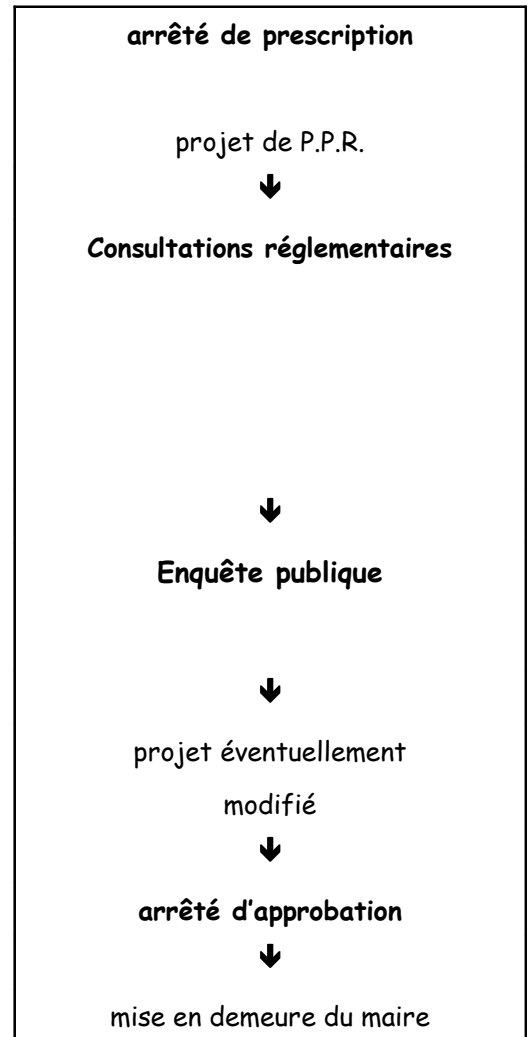 arrêté de prescription
projet de P.P.R.
🡻
Consultations réglementaires
🡻
Enquête publique
🡻
projet éventuellement
modifié
🡻
arrêté d'approbation
🡻
mise en demeure du maire